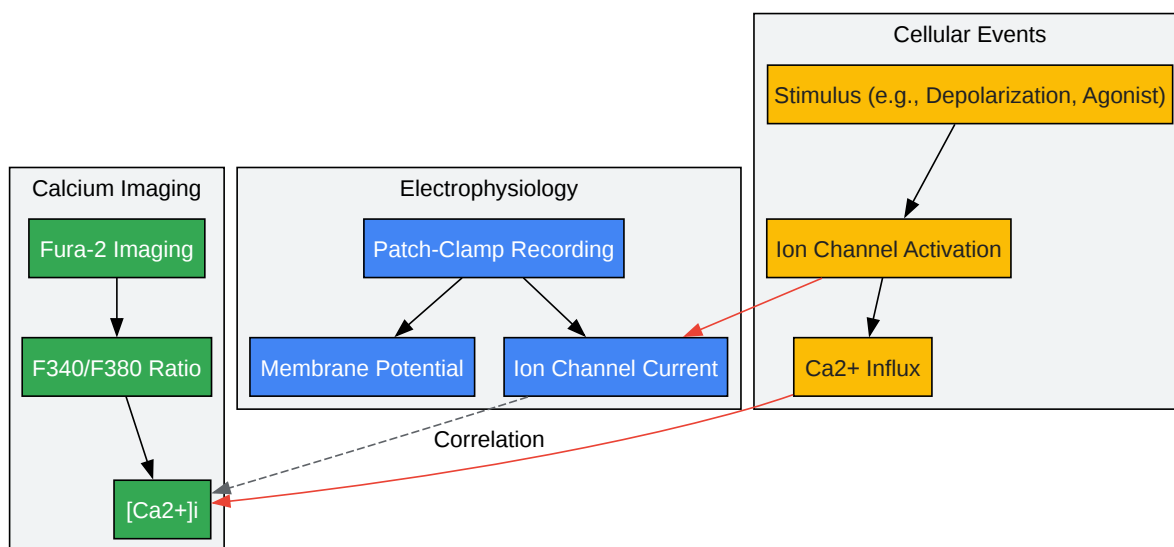 Cellular Events
Stimulus (e.g., Depolarization, Agonist)
Calcium Imaging
Electrophysiology
Fura-2 Imaging
Patch-Clamp Recording
Ion Channel Activation
F340/F380 Ratio
Membrane Potential
Ion Channel Current
Ca2+ Influx
Correlation
[Ca2+]i